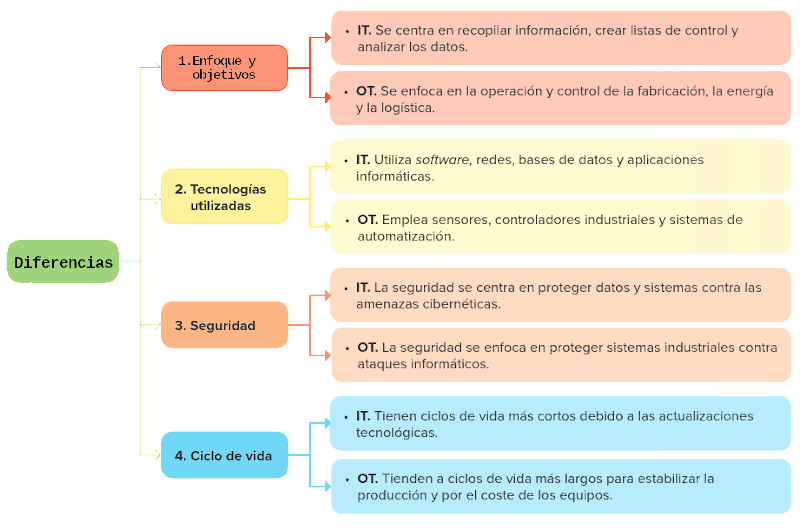 Diferencias
1.Enfoque y
objetivos
• IT. Se centra en recopilar información, crear listas de control y
analizar los datos.
• OT. Se enfoca en la operación y control de la fabricación, la energía
y la logística.
2. Tecnologías
utilizadas
• IT. Utiliza software, redes, bases de datos y aplicaciones
informáticas.
• OT. Emplea sensores, controladores industriales y sistemas de
automatización.
3. Seguridad
• IT. La seguridad se centra en proteger datos y sistemas contra las
amenazas cibernéticas.
• OT. La seguridad se enfoca en proteger sistemas industriales contra
ataques informáticos.
4. Ciclo de vida
• IT. Tienen ciclos de vida más cortos debido a las actualizaciones
tecnológicas.
• OT. Tienden a ciclos de vida más largos para estabilizar la
producción y por el coste de los equipos.